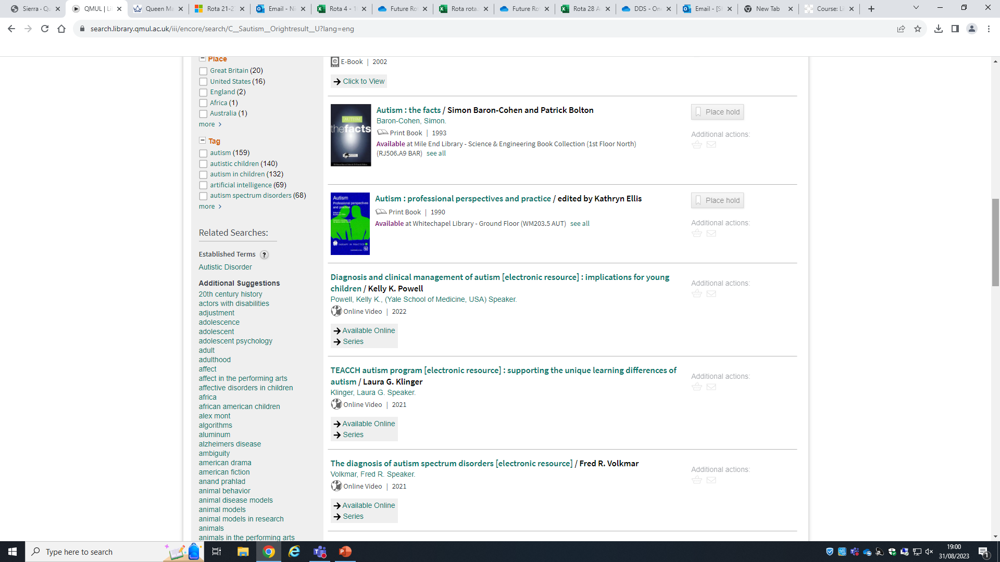 Sierra · Qu
QMUL | Li
Queen Ma
Rota 21-2
Email - Ni
Rota 4 - 1
Future Ro
Rota rota.
Future Ro
Rota 28 A
DDS - One
Email - [SH
New Tab
Course: Li
search.library.qmul.ac.uk/iii/encore/search/C__Sautism__Orightresult__U?lang=eng
Place
Great Britain (20)
United States (16)
England (2)
Africa (1)
Australia (1)
more >
Tag
autism (159)
autistic children (140)
autism in children (132)
artificial intelligence (69)
autism spectrum disorders (68)
more >
Related Searches:
Established Terms ?
Autistic Disorder
Additional Suggestions
20th century history
actors with disabilities
adjustment
adolescence
adolescent
adolescent psychology
adult
adulthood
affect
affect in the performing arts
affective disorders in children
africa
african american children
alex mont
algorithms
aluminum
alzheimers disease
ambiguity
american drama
american fiction
anand prahlad
animal behavior
animal disease models
animal models
animal models in research
animals
animals in the performing arts
E-Book | 2002
Click to View
AUTISM
thefacts
Autism : the facts / Simon Baron-Cohen and Patrick Bolton
Baron-Cohen, Simon.
Print Book | 1993
Available at Mile End Library - Science & Engineering Book Collection (1st Floor North)
(RJ506.A9 BAR) see all
Place hold
Additional actions:
Autism
Professional perspectives
and practice
THERAPY IN PRACTICE
Autism : professional perspectives and practice / edited by Kathryn Ellis
Print Book | 1990
Available at Whitechapel Library - Ground Floor (WM203.5 AUT) see all
Place hold
Additional actions:
Diagnosis and clinical management of autism [electronic resource] : implications for young
children / Kelly K. Powell
Powell, Kelly K., (Yale School of Medicine, USA) Speaker.
Online Video | 2022
Available Online
Series
Additional actions:
TEACCH autism program [electronic resource] : supporting the unique learning differences of
autism / Laura G. Klinger
Klinger, Laura G. Speaker.
Online Video | 2021
Available Online
Series
Additional actions:
The diagnosis of autism spectrum disorders [electronic resource] / Fred R. Volkmar
Volkmar, Fred R. Speaker.
Online Video | 2021
Available Online
Series
Additional actions:
Type here to search
19:00
31/08/2023
1